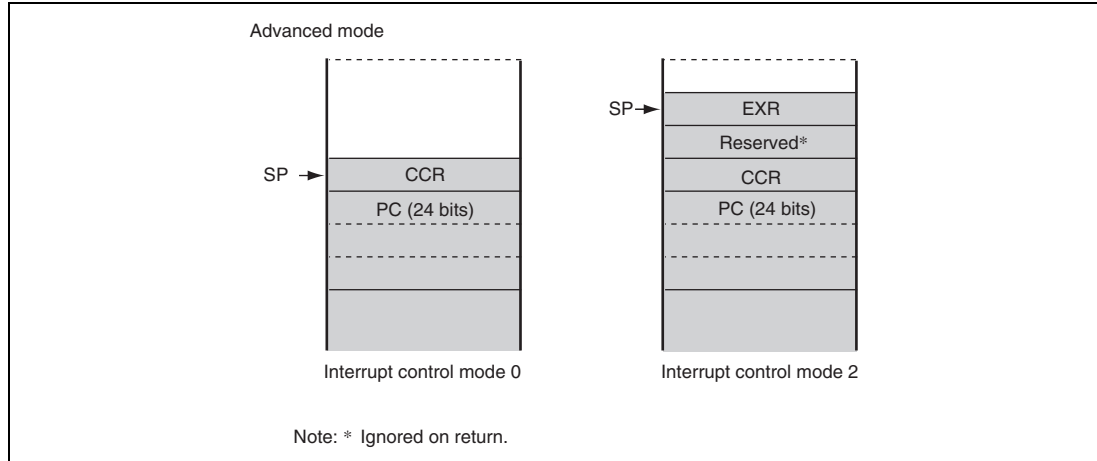 Advanced mode
SP
CCR
PC (24 bits)
Interrupt control mode 0
SP
EXR
Reserved*
CCR
PC (24 bits)
Interrupt control mode 2
Note: * Ignored on return.